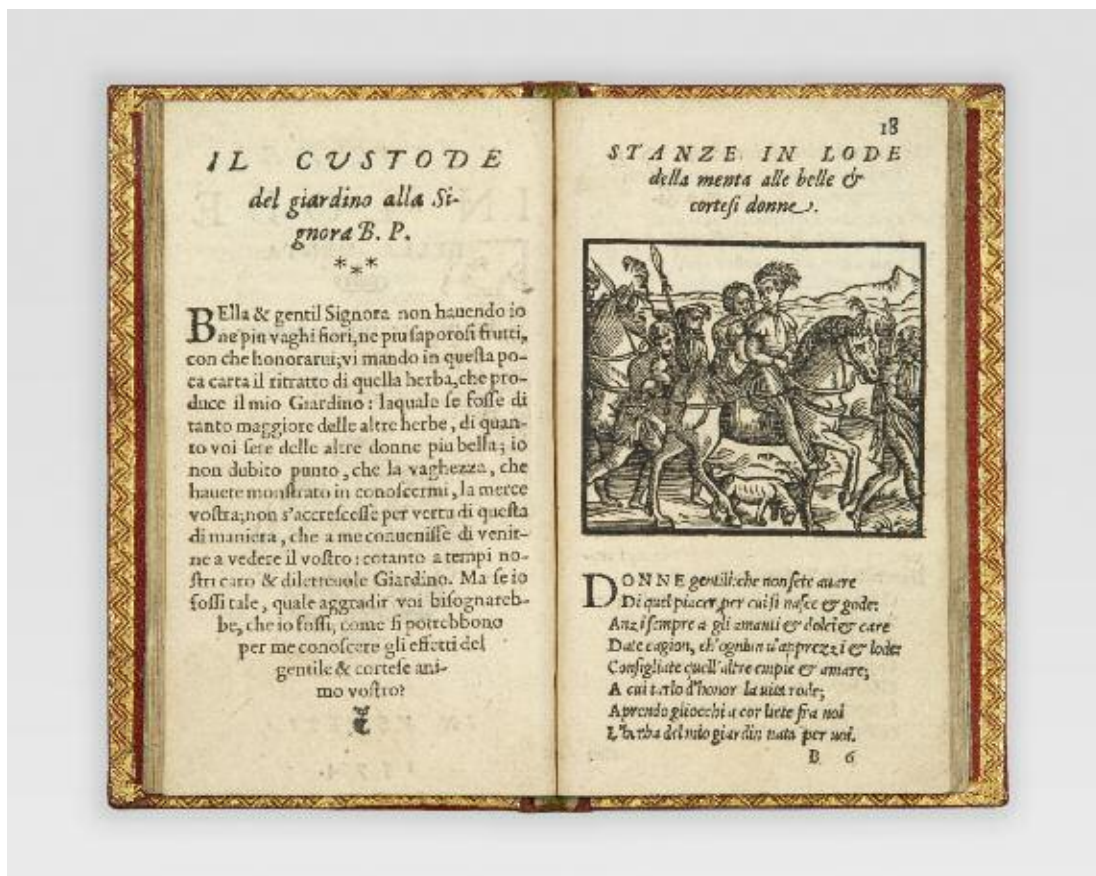 IL CVSTODE
del giardino alla Si-
gnora B. P.
***
BElla & gentil Signora non hauendo io
ne piu vaghi fiori, ne piu saporosi frutti,
con che honorarui; vi mando in questa po-
ca carta il ritratto di quella herba, che pro-
duce il mio Giardino: laquale se fosse di
tanto maggiore delle altre herbe, di quan-
to voi sete delle altre donne piu bella; io
non dubito punto, che la vaghezza, che
hauete monstrato in conoscermi, la merce
vostra; non s'accrescesse per vertu di questa
di maniera, che a me conuenisse di venir-
ne a vedere il vostro: cotanto a tempi no-
stri caro & diletteuole Giardino. Ma se io
fossi tale, quale aggradir voi bisognareb-
be, che io fossi, come si potrebbono
per me conoscere gli effetti del
gentile & cortese ani-
mo vostro?
18
STANZE IN LODE
della menta alle belle &
cortesi donne.
DONNE gentili: che non sete auare
Di quel piacer, per cui si nasce & gode:
Anzi sempre a gli amanti & dolci & care
Date cagion, ch'ognun u'apprezzi & lode:
Consigliate quell'altre empie & amare;
A cui tarlo d'honor la uita rode;
Aprendo gliocchi a cor liete fra noi
L'herba del mio giardin nata per uoi.
B 6